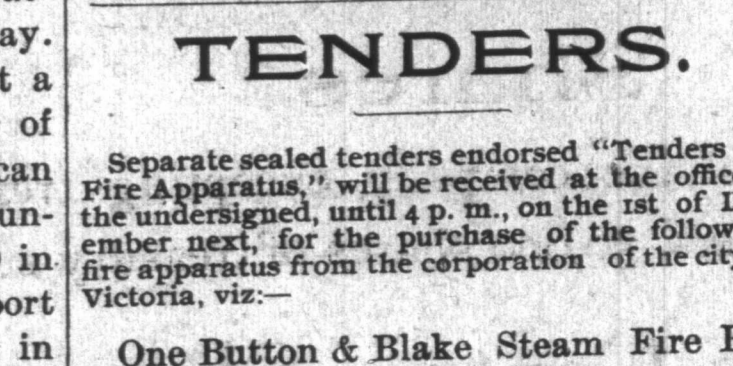 ay.
t a
of
can
un-
in
port
in
TENDERS.
Separate sealed tenders endorsed "Tenders
Fire Apparatus," will be received at the offic
the undersigned, until 4 p. m., on the 1st of D
ember next, for the purchase of the follow
fire apparatus from the corporation of the city
Victoria, viz:—
One Button & Blake Steam Fire E